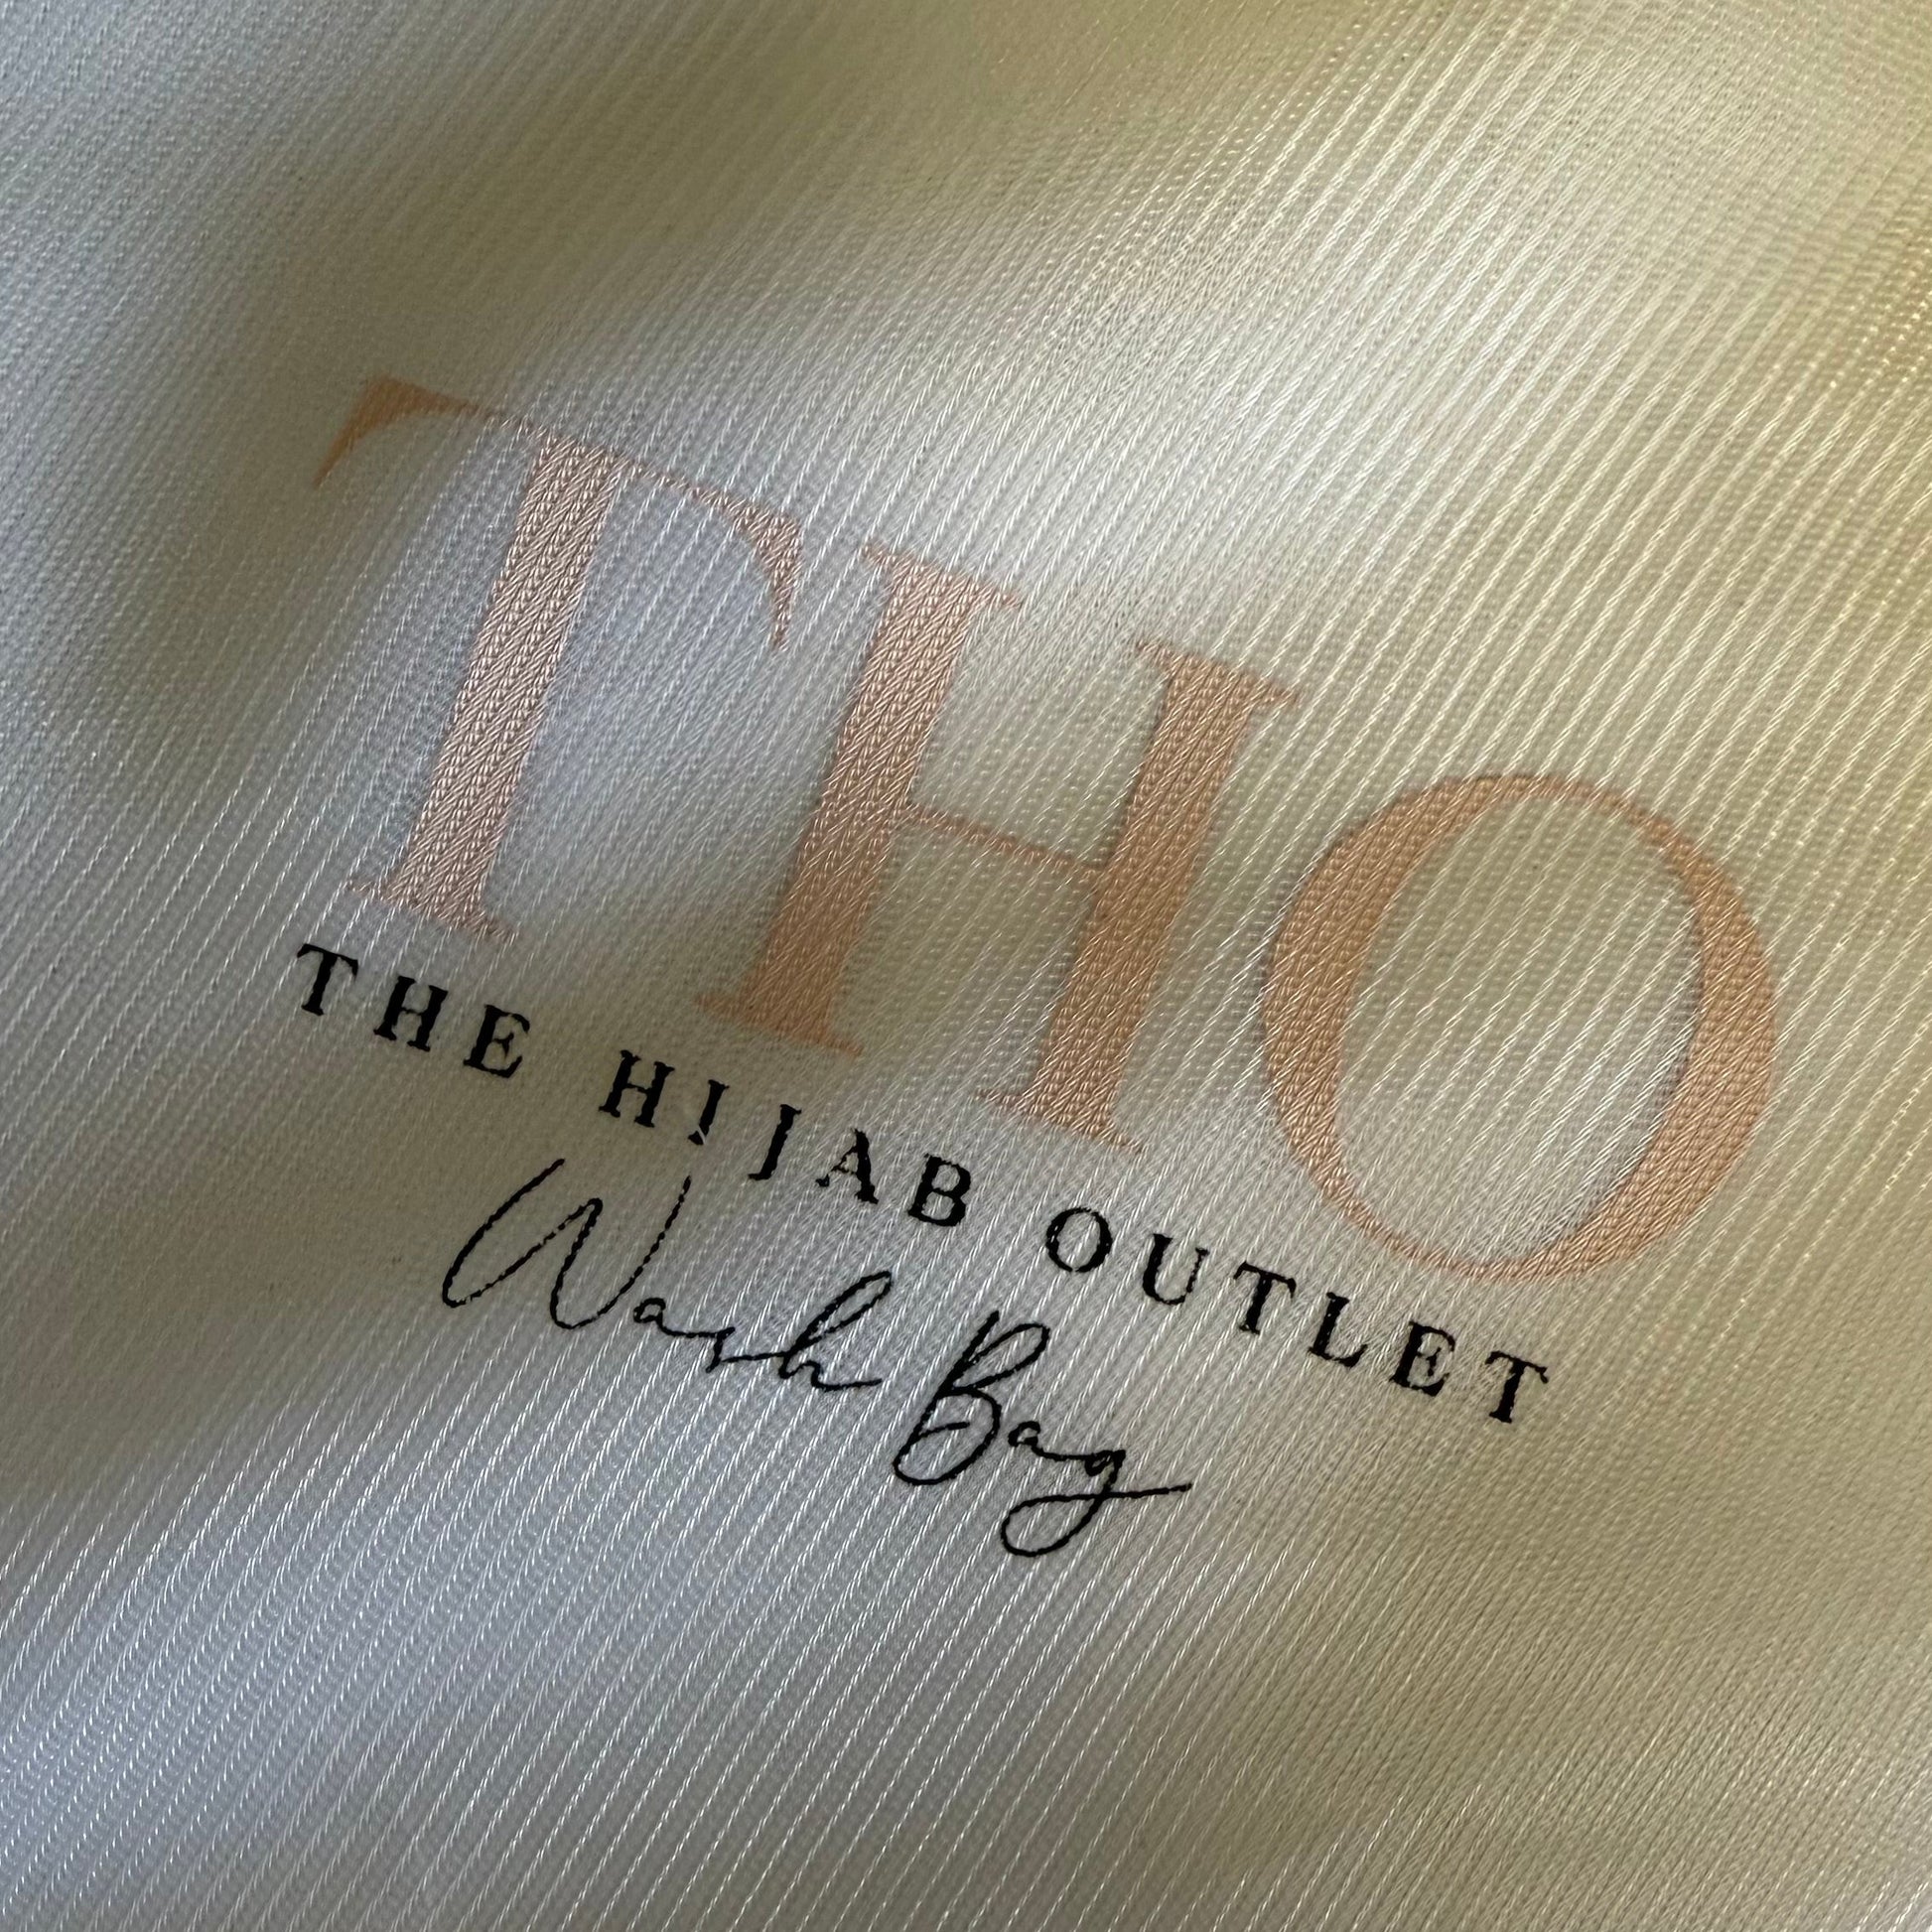 THO
THE HIJAB OUTLET
Wash Bag